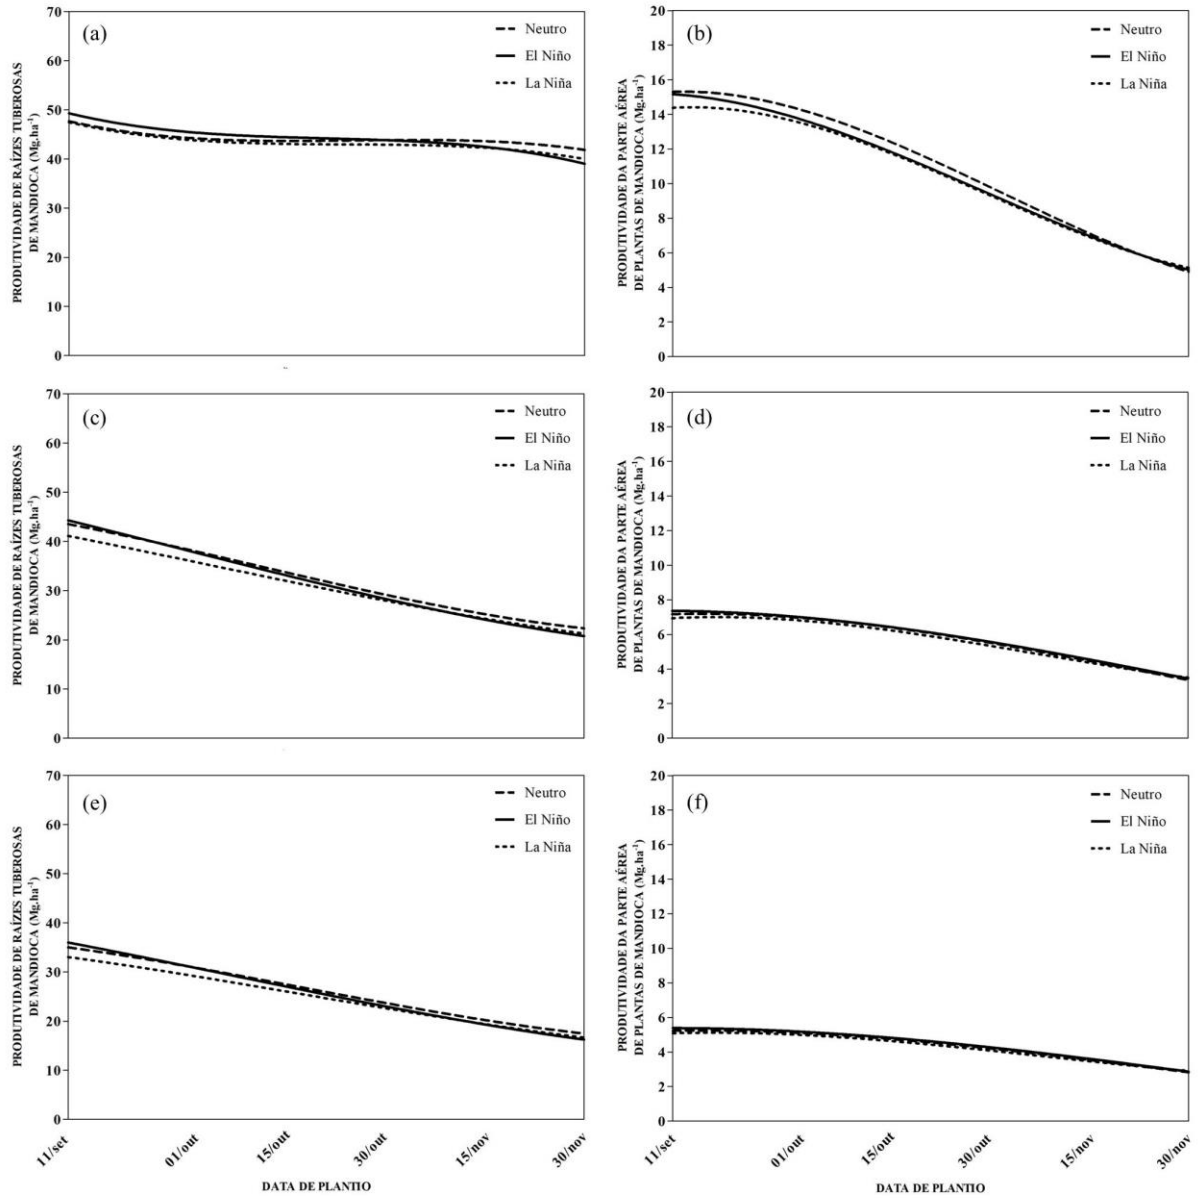 PRODUTIVIDADE DE RAÍZES TUBEROSAS
DE MANDIOCA (Mg.ha⁻¹)
70
60
50
40
30
20
10
0
(a)
Neutro
El Niño
La Niña
PRODUTIVIDADE DA PARTE AÉREA
DE PLANTAS DE MANDIOCA (Mg.ha⁻¹)
20
18
16
14
12
10
8
6
4
2
0
(b)
Neutro
El Niño
La Niña
PRODUTIVIDADE DE RAÍZES TUBEROSAS
DE MANDIOCA (Mg.ha⁻¹)
70
60
50
40
30
20
10
0
(c)
Neutro
El Niño
La Niña
PRODUTIVIDADE DA PARTE AÉREA
DE PLANTAS DE MANDIOCA (Mg.ha⁻¹)
20
18
16
14
12
10
8
6
4
2
0
(d)
Neutro
El Niño
La Niña
PRODUTIVIDADE DE RAÍZES TUBEROSAS
DE MANDIOCA (Mg.ha⁻¹)
70
60
50
40
30
20
10
0
(e)
Neutro
El Niño
La Niña
11/set
01/out
15/out
30/out
15/nov
30/nov
DATA DE PLANTIO
PRODUTIVIDADE DA PARTE AÉREA
DE PLANTAS DE MANDIOCA (Mg.ha⁻¹)
20
18
16
14
12
10
8
6
4
2
0
(f)
Neutro
El Niño
La Niña
11/set
01/out
15/out
30/out
15/nov
30/nov
DATA DE PLANTIO